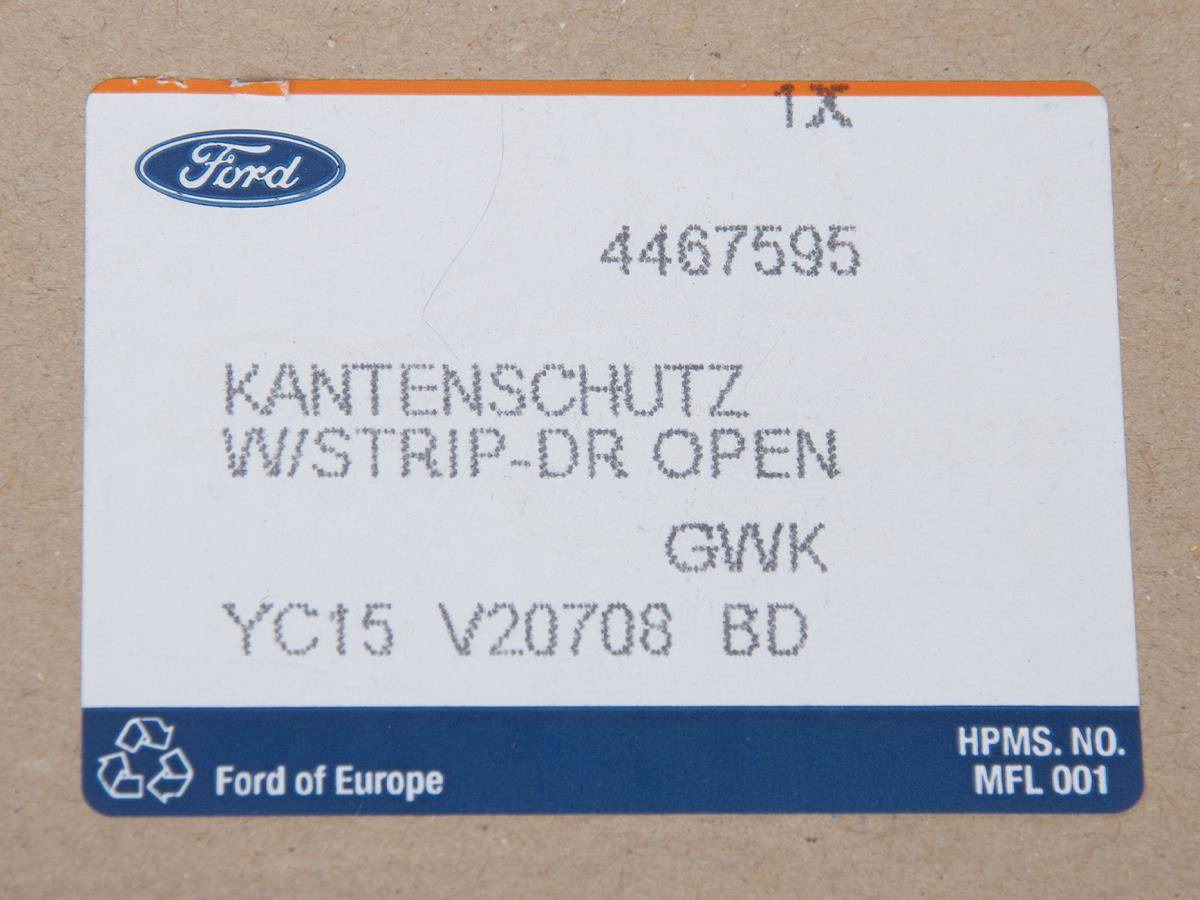 1X
Ford
4467595
KANTENSCHUTZ
W/STRIP-DR OPEN
GWK
YC15 V20708 BD
Ford of Europe
HPMS. NO.
MFL 001